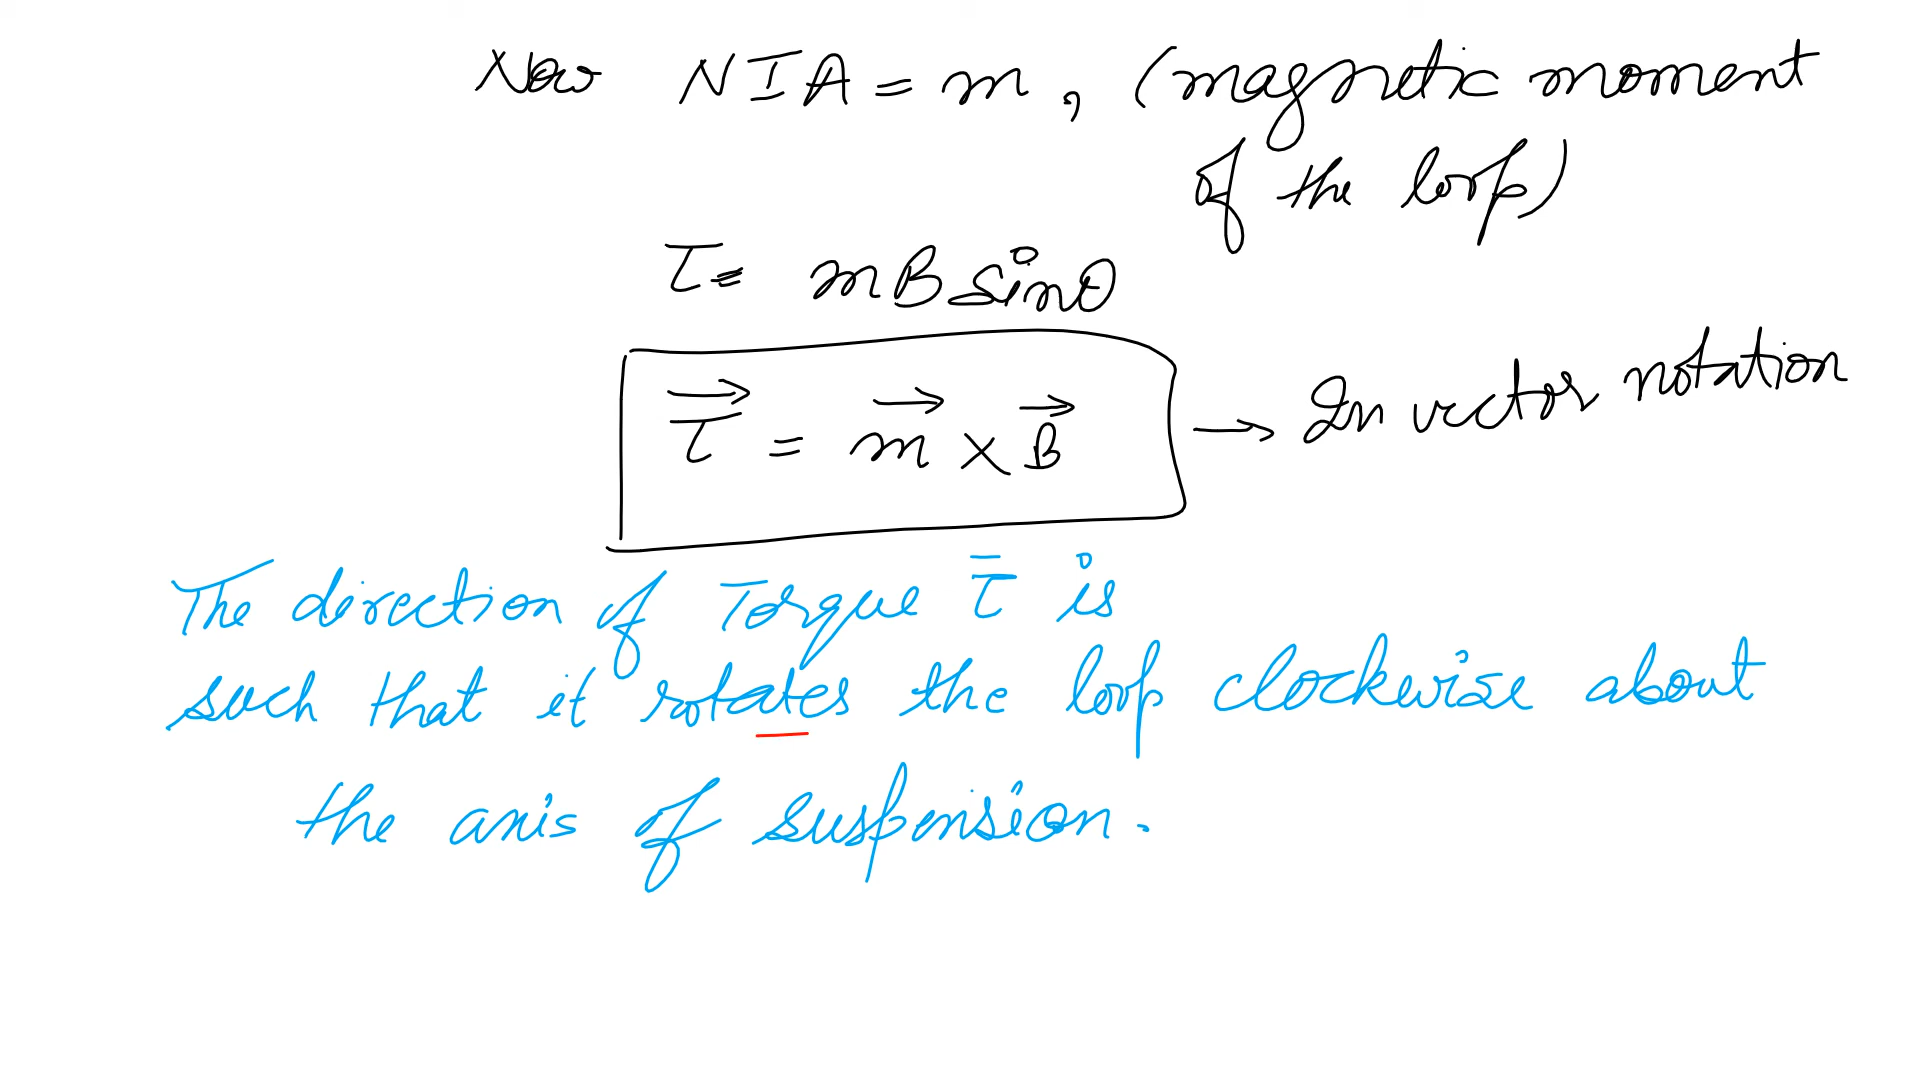 Now NIA = m, (magnetic moment
of the loop)
τ = mB sinθ
τ⃗ = m⃗ × B⃗ → In vector notation
The direction of Torque τ̄ is
such that it rotates the loop clockwise about
the axis of suspension.